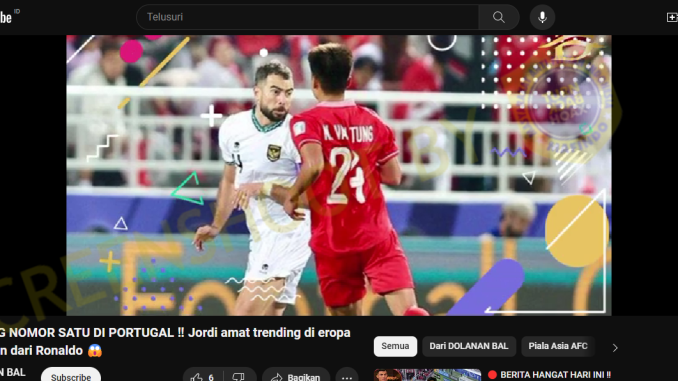 be ID
Telusuri
K. VA TUNG
24
G NOMOR SATU DI PORTUGAL !! Jordi amat trending di eropa
n dari Ronaldo 😱
Semua
Dari DOLANAN BAL
Piala Asia AFC
N BAL
Subscribe
6
Bagikan
BERITA HANGAT HARI INI !!